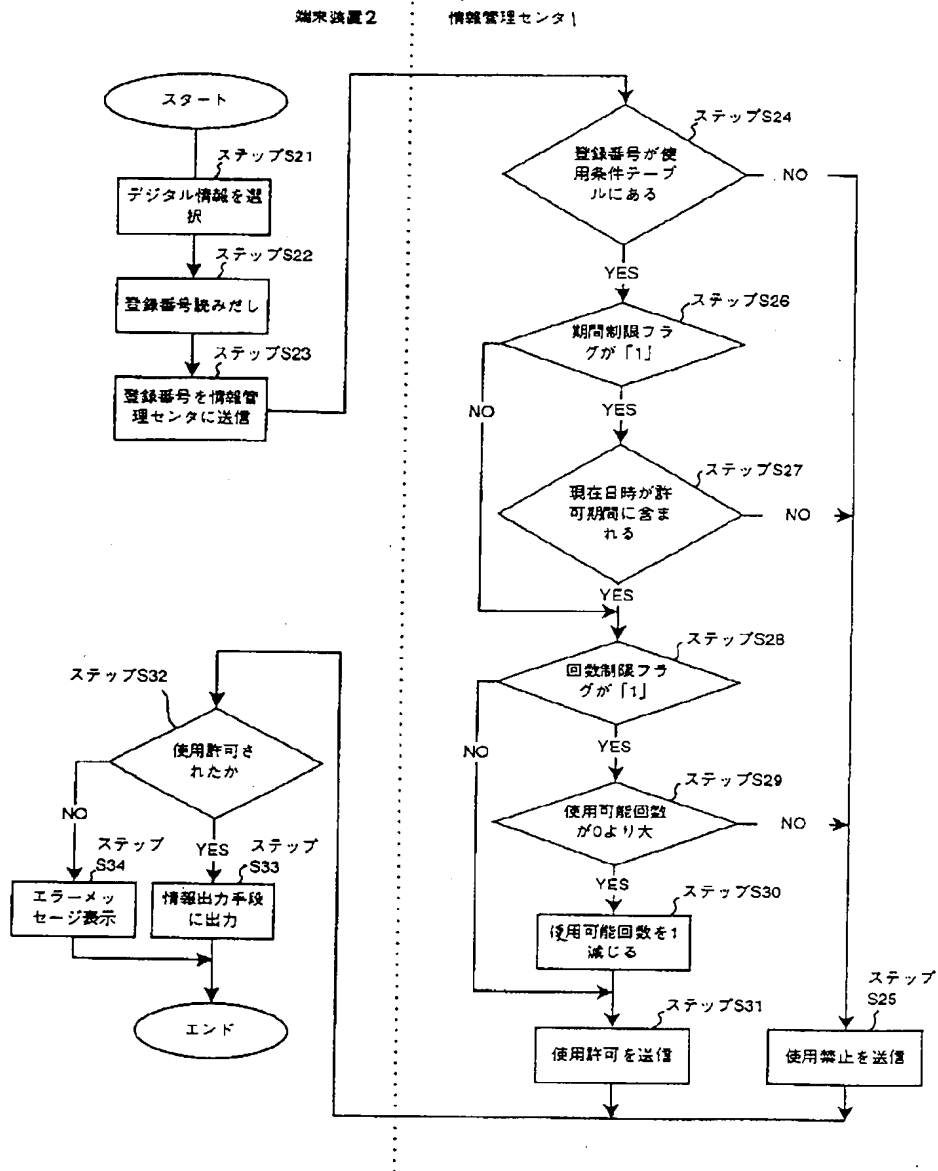 端末装置2
情報管理センタ1
スタート
ステップS21
デジタル情報を選
択
ステップS22
登録番号読みだし
ステップS23
登録番号を情報管
理センタに送信
ステップS24
登録番号が使
用条件テーブ
ルにある
NO
YES
ステップS26
期間制限フラ
グが「1」
NO
YES
ステップS27
現在日時が許
可期間に含ま
れる
NO
YES
ステップS28
回数制限フラ
グが「1」
NO
YES
ステップS29
使用可能回数
が0より大
NO
YES
ステップS30
使用可能回数を1
減じる
ステップS31
使用許可を送信
ステップ
S25
使用禁止を送信
ステップS32
使用許可さ
れたか
NO
YES
ステップ
S34
エラーメッ
セージ表示
ステップ
S33
情報出力手段
に出力
エンド